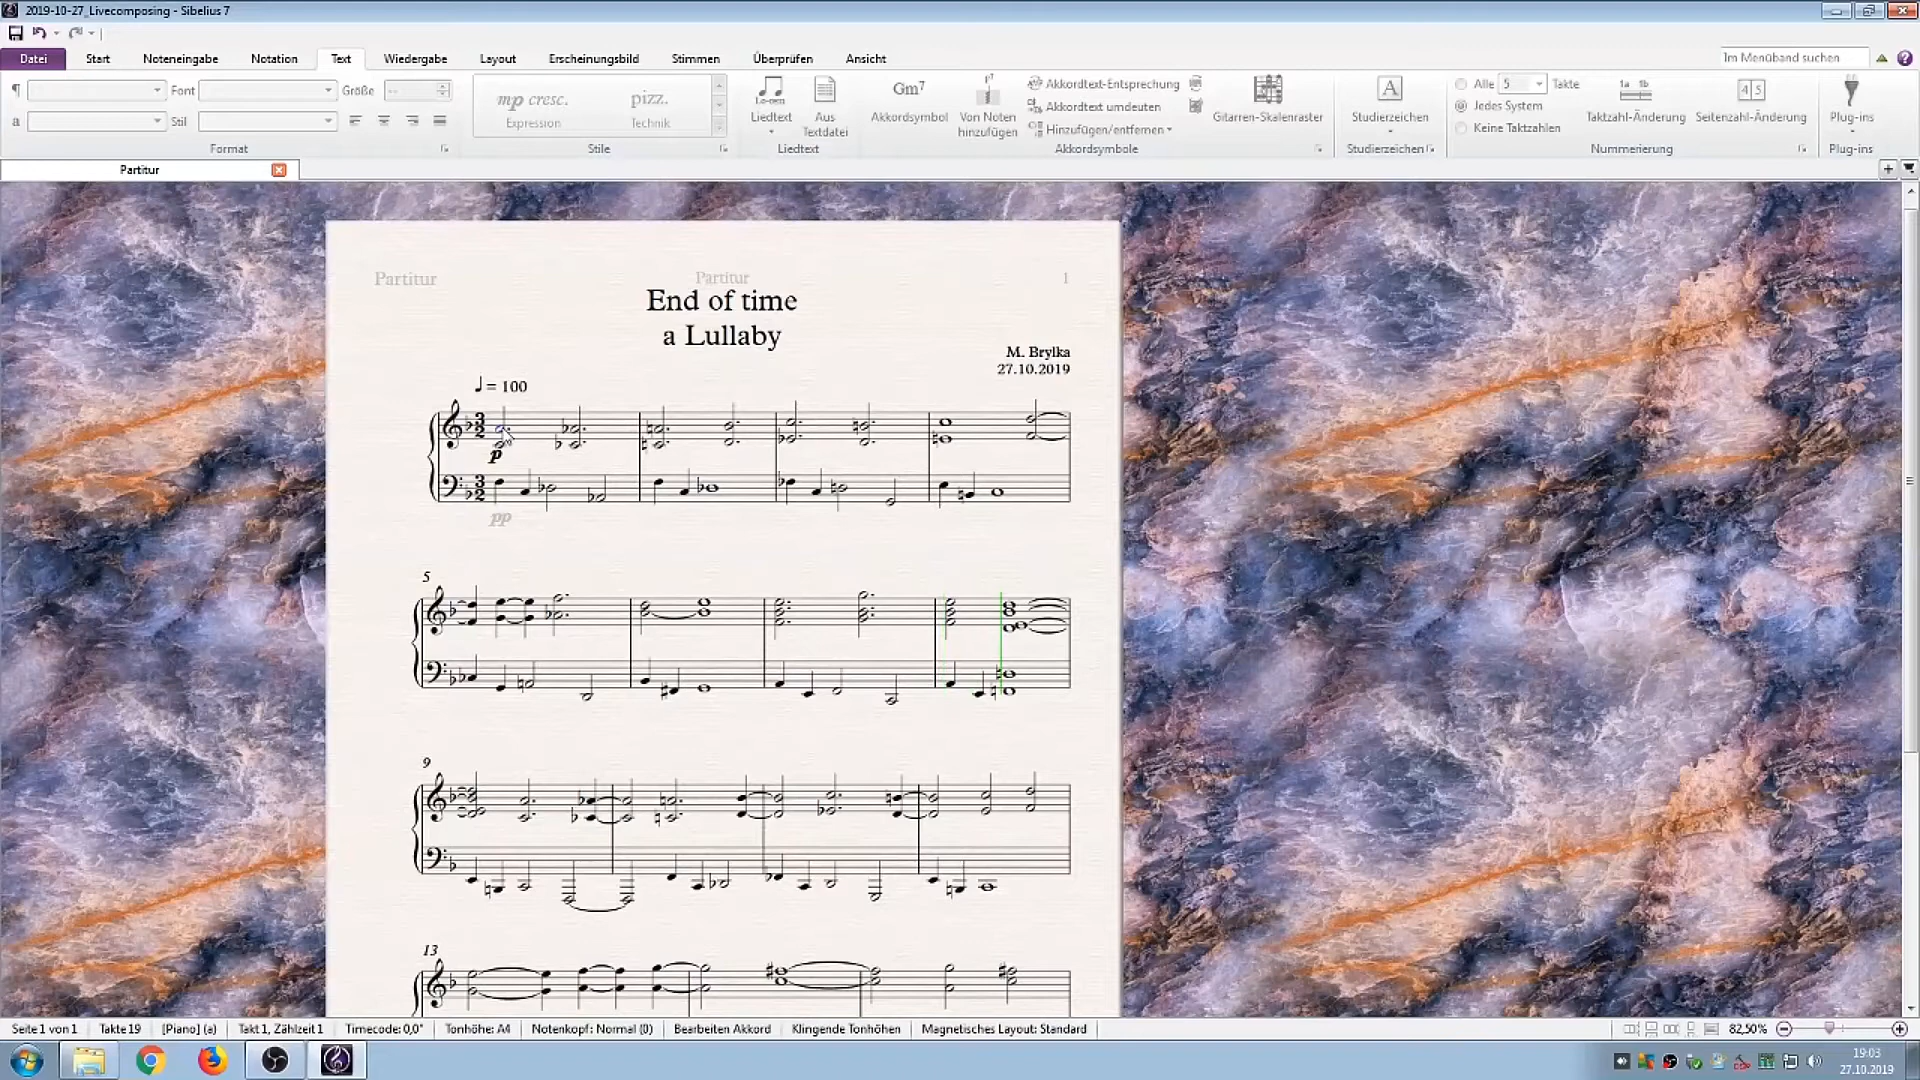 2019-10-27_Livecomposing - Sibelius 7
Datei Start Noteneingabe Notation Text Wiedergabe Layout Erscheinungsbild Stimmen Überprüfen Ansicht Im Menüband suchen
¶ Font Größe
a Stil
Format
mp cresc. pizz.
Expression Technik
Stile
Liedtext Aus Textdatei
Liedtext
Gm7
Akkordsymbol Von Noten hinzufügen
Akkordtext-Entsprechung
Akkordtext umdeuten
Hinzufügen/entfernen
Gitarren-Skalenraster
Akkordsymbole
A
Studierzeichen
Studierzeichen
Alle 5 Takte
Jedes System
Keine Taktzahlen
Taktzahl-Änderung Seitenzahl-Änderung
Nummerierung
Plug-ins
Plug-ins
Partitur
Partitur Partitur 1
End of time
a Lullaby
M. Brylka
27.10.2019
♩ = 100
3
2
p
3
2
pp
5
9
13
Seite 1 von 1 Takte 19 [Piano] (a) Takt 1, Zählzeit 1 Timecode: 0,0" Tonhöhe: A4 Notenkopf: Normal (0) Bearbeiten Akkord Klingende Tonhöhen Magnetisches Layout: Standard 82,50%
19:03
27.10.2019